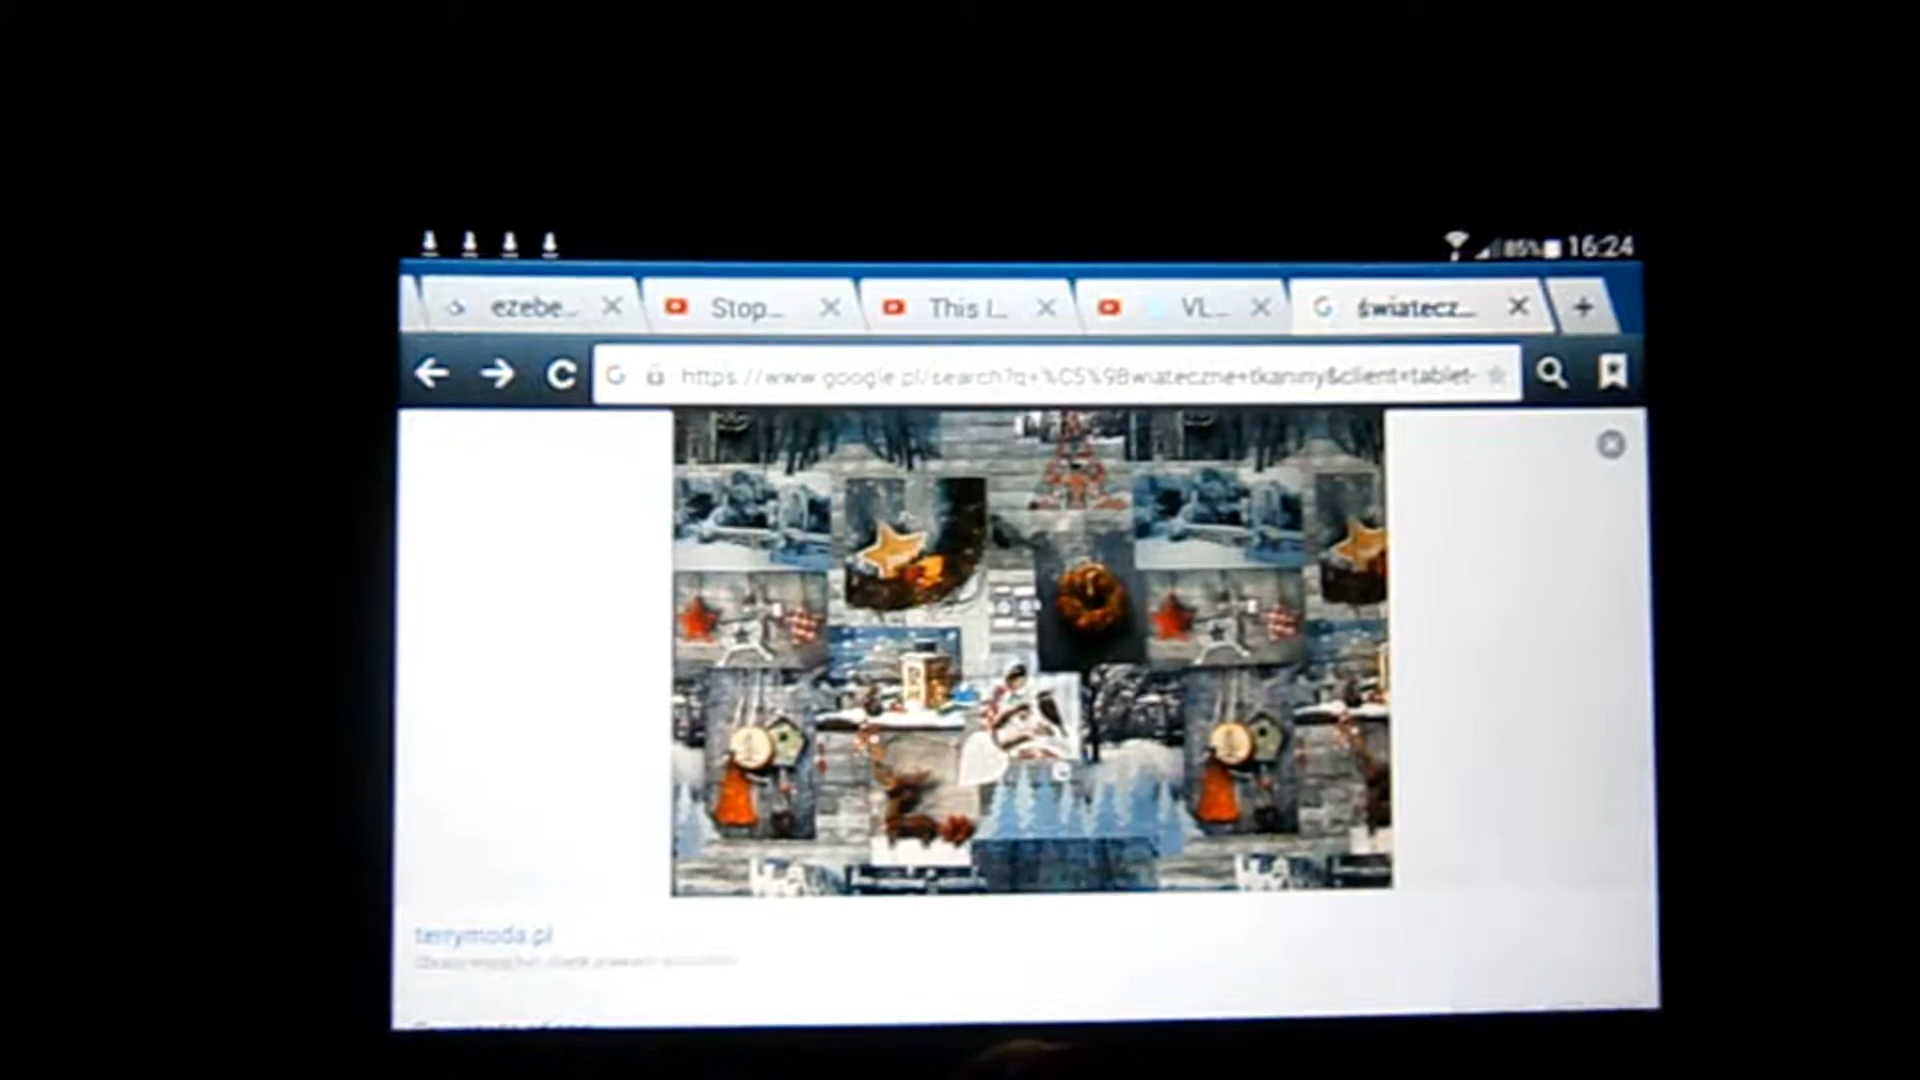 85% 16:24
ezebe... Stop... This I... VL... świątecz...
https://www.google.pl/search?q=%C5%9Bwiateczne+tkaniny&client=tablet-
terrymoda.pl